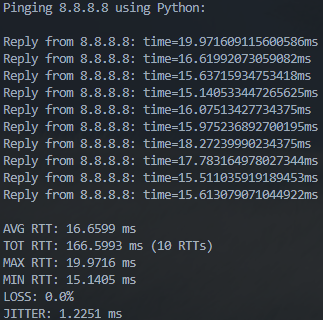 Pinging 8.8.8.8 using Python:
Reply from 8.8.8.8: time=19.971609115600586ms
Reply from 8.8.8.8: time=16.61992073059082ms
Reply from 8.8.8.8: time=15.63715934753418ms
Reply from 8.8.8.8: time=15.140533447265625ms
Reply from 8.8.8.8: time=16.07513427734375ms
Reply from 8.8.8.8: time=15.975236892700195ms
Reply from 8.8.8.8: time=18.27239990234375ms
Reply from 8.8.8.8: time=17.783164978027344ms
Reply from 8.8.8.8: time=15.511035919189453ms
Reply from 8.8.8.8: time=15.613079071044922ms
AVG RTT: 16.6599 ms
TOT RTT: 166.5993 ms (10 RTTs)
MAX RTT: 19.9716 ms
MIN RTT: 15.1405 ms
LOSS: 0.0%
JITTER: 1.2251 ms